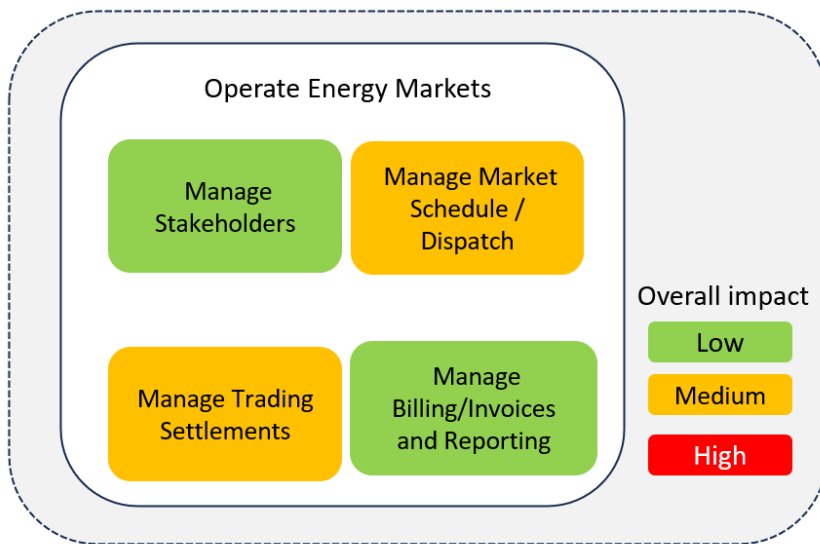 Operate Energy Markets
Manage
Stakeholders
Manage Market
Schedule /
Dispatch
Manage Trading
Settlements
Manage
Billing/Invoices
and Reporting
Overall impact
Low
Medium
High